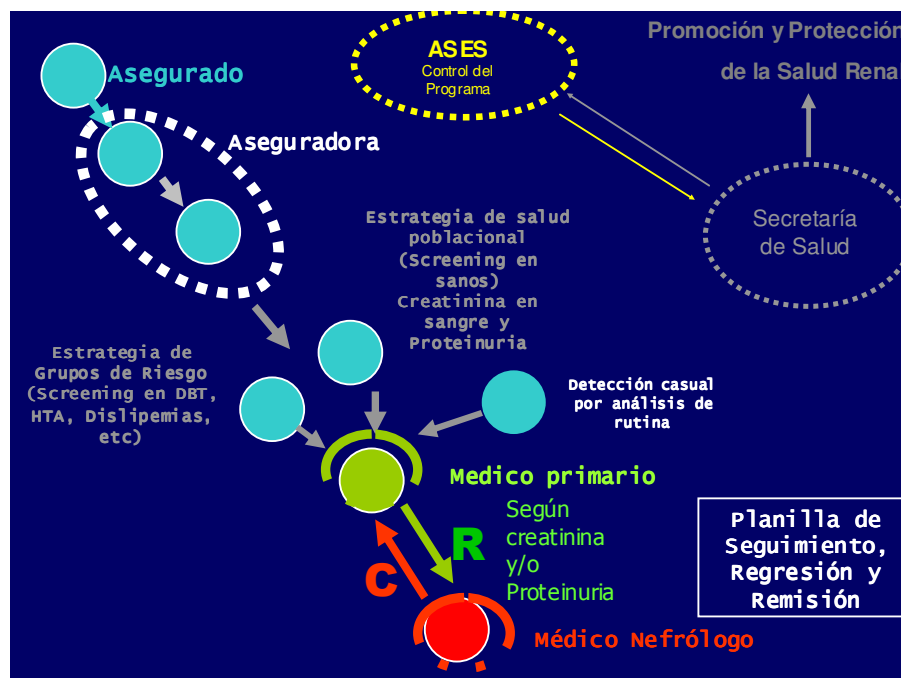 Asegurado
ASES
Control del
Programa
Promoción y Protección
de la Salud Renal
Aseguradora
Secretaría
de Salud
Estrategia de salud
poblacional
(Screening en
sanos)
Creatinina en
sangre y
Proteinuria
Estrategia de
Grupos de Riesgo
(Screening en DBT,
HTA, Dislipemias,
etc)
Detección casual
por análisis de
rutina
Medico primario
Según
creatinina
y/o
Proteinuria
R
C
Planilla de
Seguimiento,
Regresión y
Remisión
Médico Nefrólogo